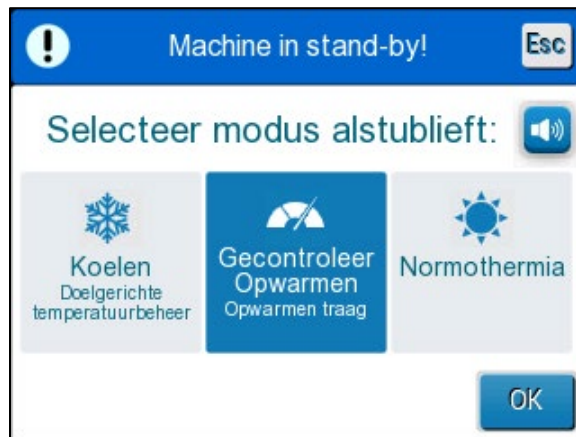 Machine in stand-by!
Esc
Selecteer modus alstublieft:
Koelen
Doelgerichte
temperatuurbeheer
Gecontroleer
Opwarmen
Opwarmen traag
Normothermia
OK